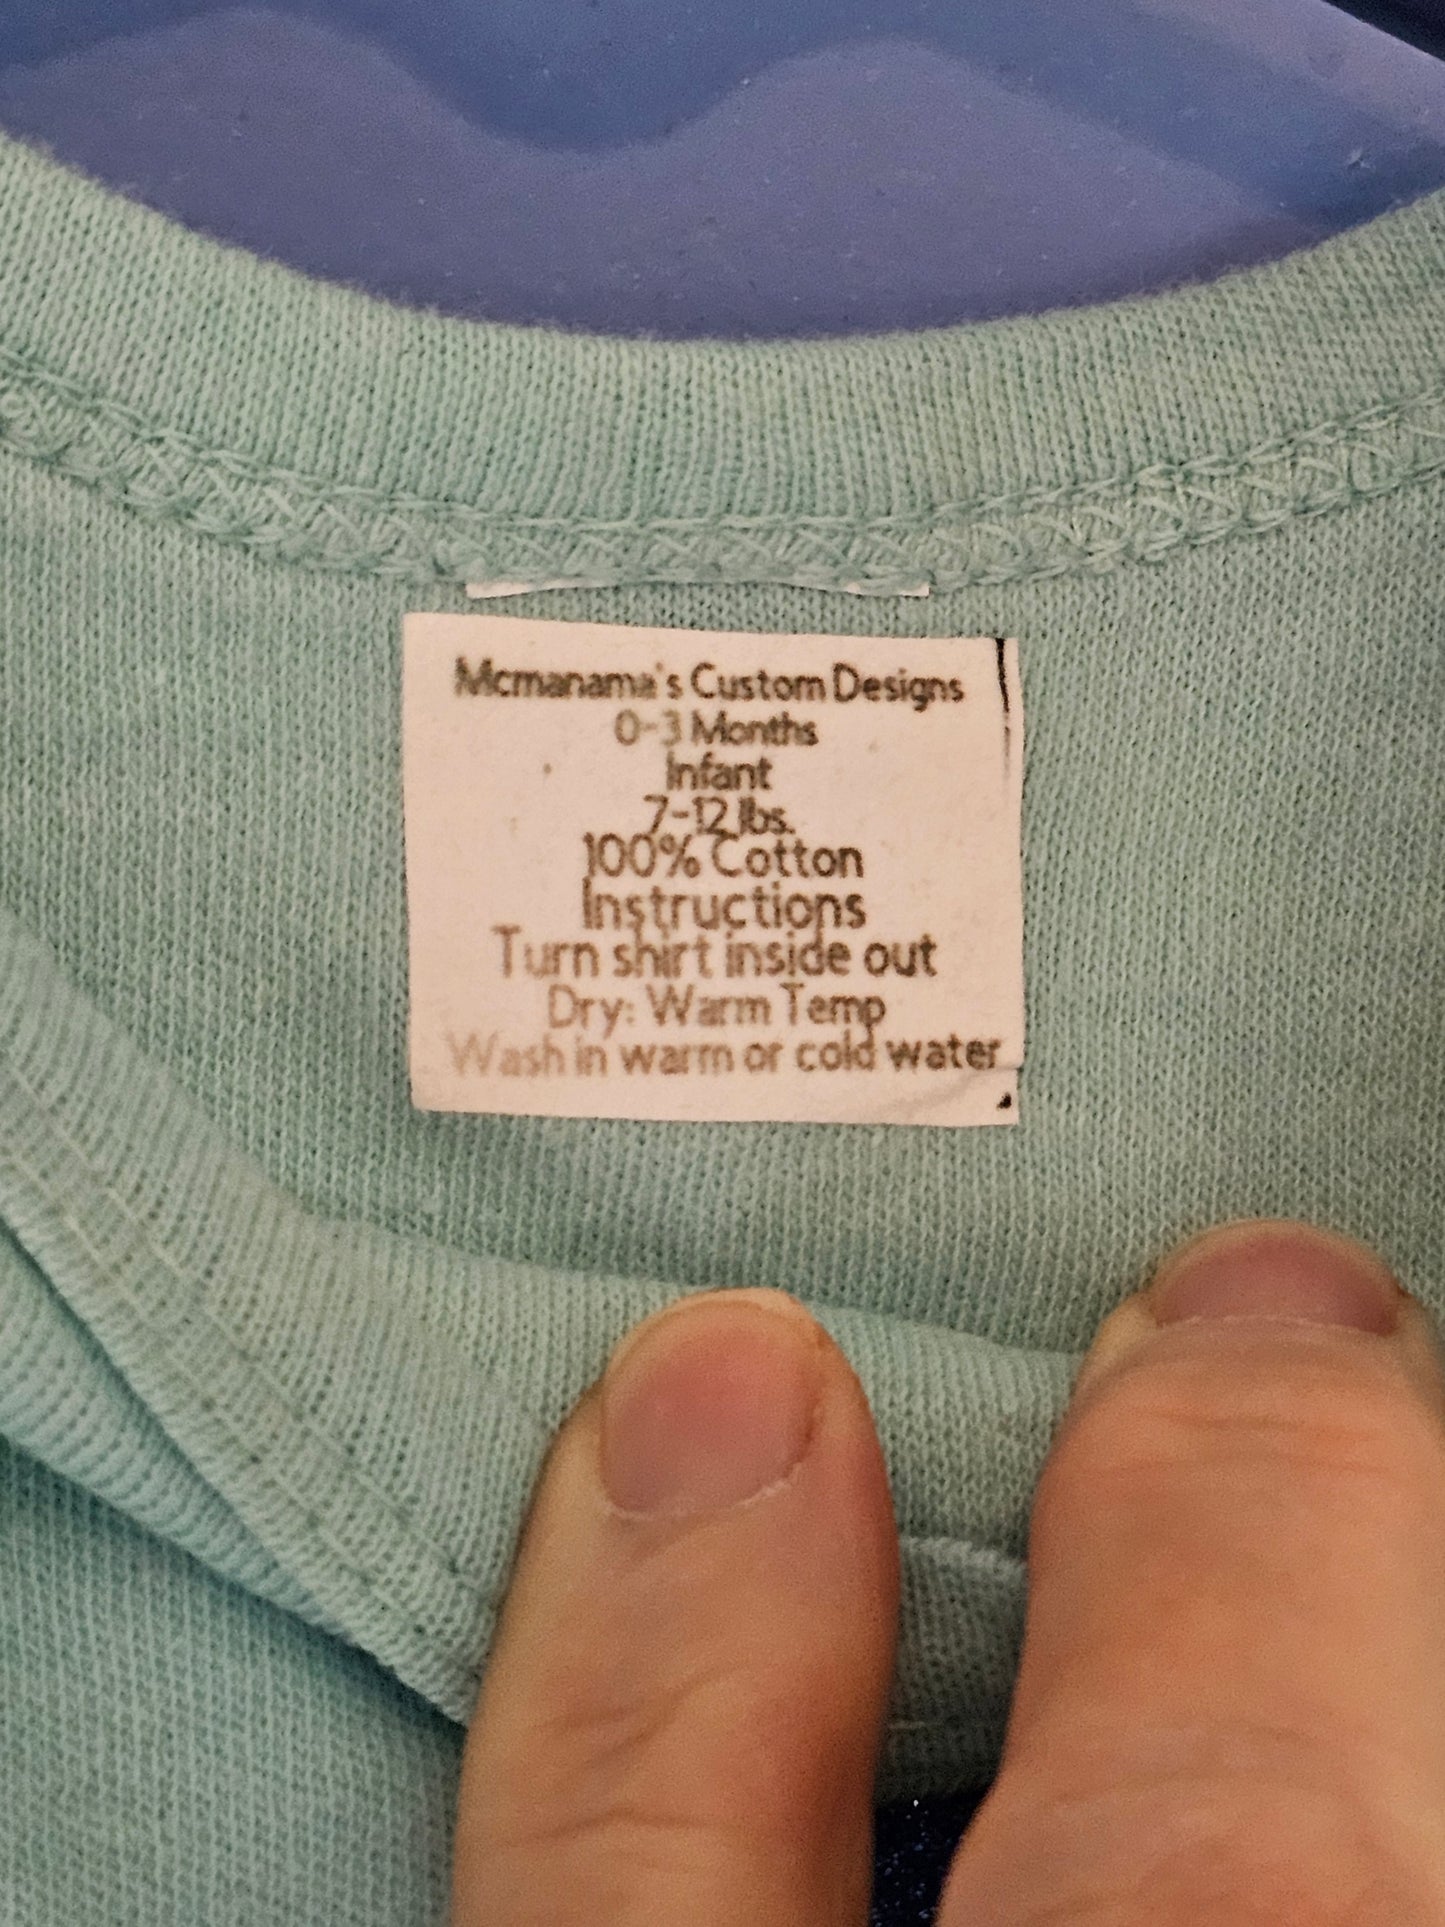 Mcmanama's Custom Designs
0-3 Months
Infant
7-12 lbs.
100% Cotton
Instructions
Turn shirt inside out
Dry: Warm Temp
Wash in warm or cold water